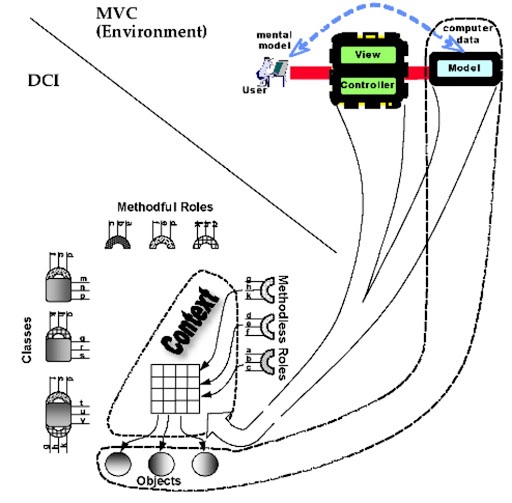 MVC
(Environment)
computer
data
mental
model
View
Model
User
Controller
DCI
Methodful Roles
Classes
Context
Methodless Roles
m
n
p
q
r
s
t
u
v
g
h
k
d
e
f
a
b
c
Objects